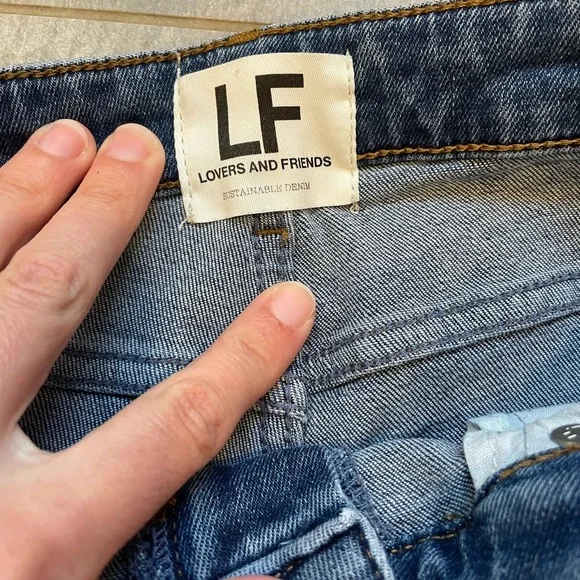 LF
LOVERS AND FRIENDS
SUSTAINABLE DENIM